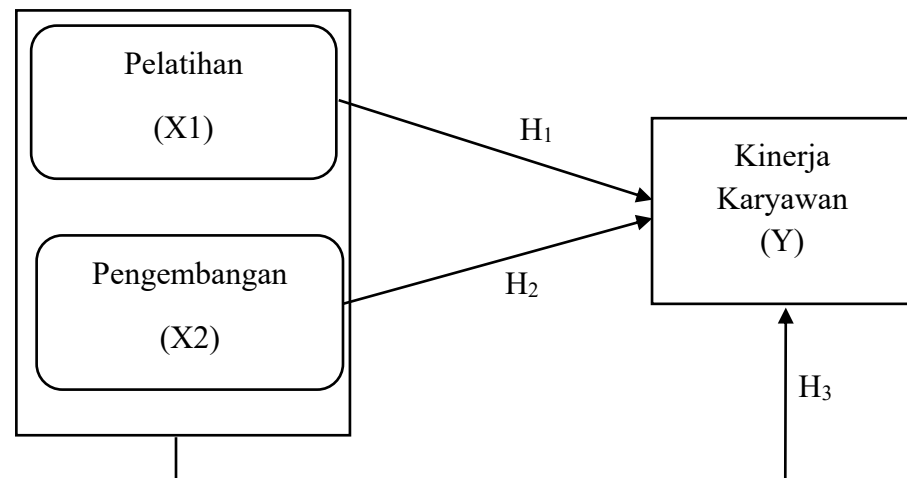 Pelatihan
(X1)
H₁
Kinerja
Karyawan
(Y)
Pengembangan
(X2)
H₂
H₃